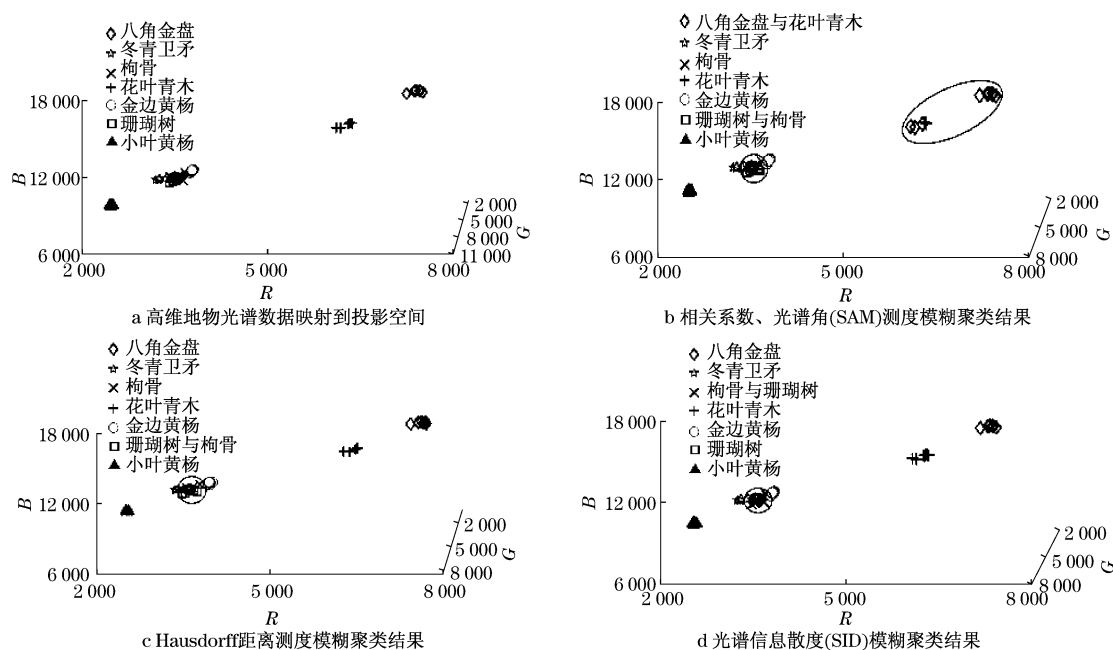 八角金盘
冬青卫矛
枸骨
花叶青木
金边黄杨
珊瑚树
小叶黄杨
18 000
12 000
6 000
B
2 000
5 000
8 000
R
2 000
5 000
8 000
11 000
G
a 高维地物光谱数据映射到投影空间
八角金盘与花叶青木
冬青卫矛
枸骨
花叶青木
金边黄杨
珊瑚树与枸骨
小叶黄杨
18 000
12 000
6 000
B
2 000
5 000
8 000
R
2 000
5 000
8 000
G
b 相关系数、光谱角(SAM)测度模糊聚类结果
八角金盘
冬青卫矛
枸骨
花叶青木
金边黄杨
珊瑚树与枸骨
小叶黄杨
18 000
12 000
6 000
B
2 000
5 000
8 000
R
2 000
5 000
8 000
G
c Hausdorff距离测度模糊聚类结果
八角金盘
冬青卫矛
枸骨与珊瑚树
花叶青木
金边黄杨
珊瑚树
小叶黄杨
18 000
12 000
6 000
B
2 000
5 000
8 000
R
2 000
5 000
8 000
G
d 光谱信息散度(SID)模糊聚类结果